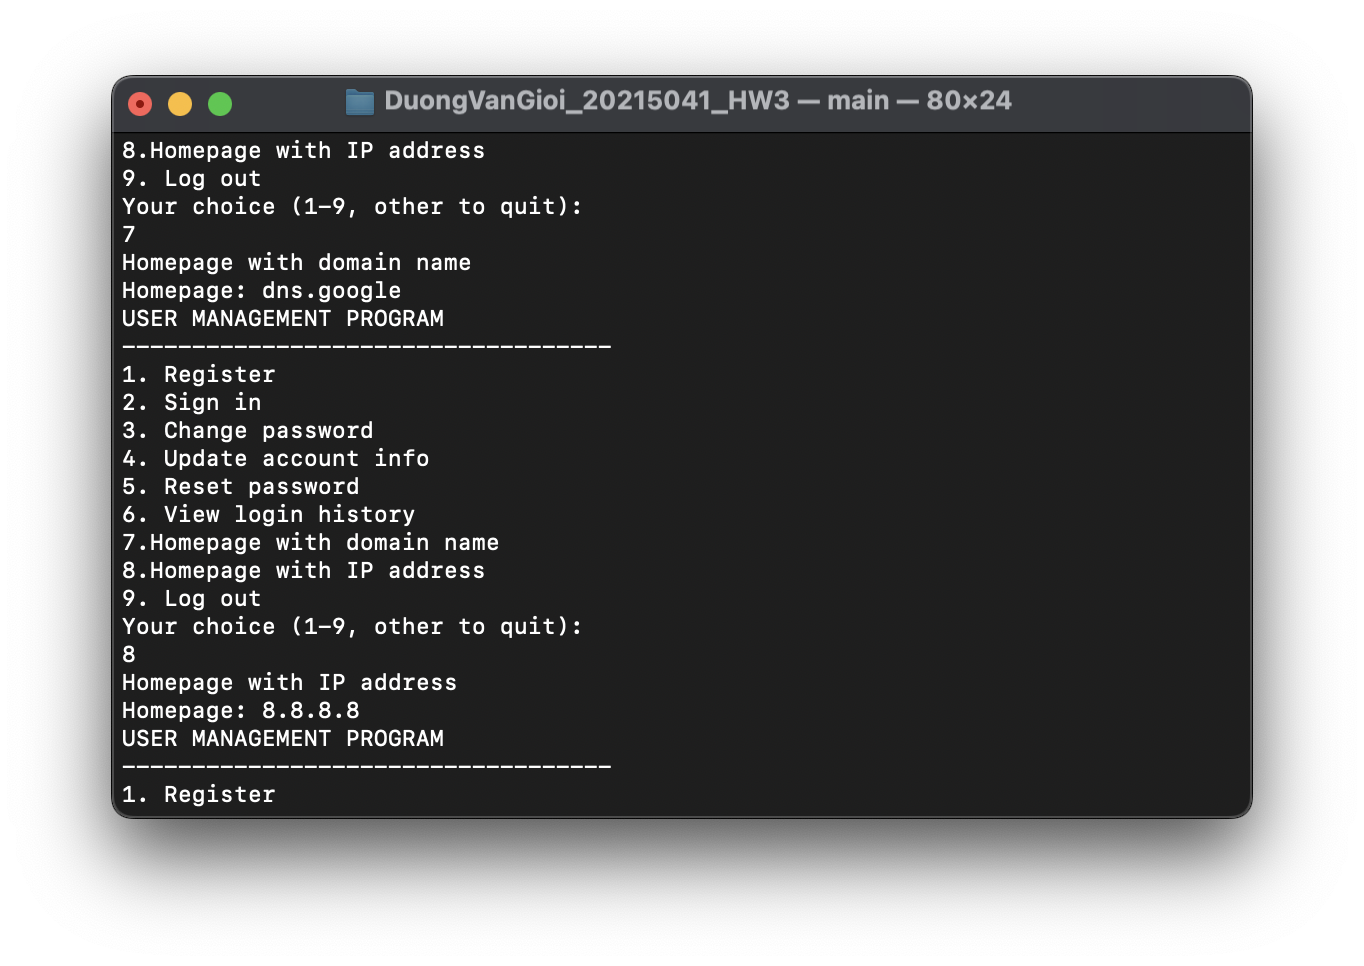 DuongVanGioi_20215041_HW3 — main — 80×24
8.Homepage with IP address
9. Log out
Your choice (1-9, other to quit):
7
Homepage with domain name
Homepage: dns.google
USER MANAGEMENT PROGRAM
-----------------------------------
1. Register
2. Sign in
3. Change password
4. Update account info
5. Reset password
6. View login history
7.Homepage with domain name
8.Homepage with IP address
9. Log out
Your choice (1-9, other to quit):
8
Homepage with IP address
Homepage: 8.8.8.8
USER MANAGEMENT PROGRAM
-----------------------------------
1. Register